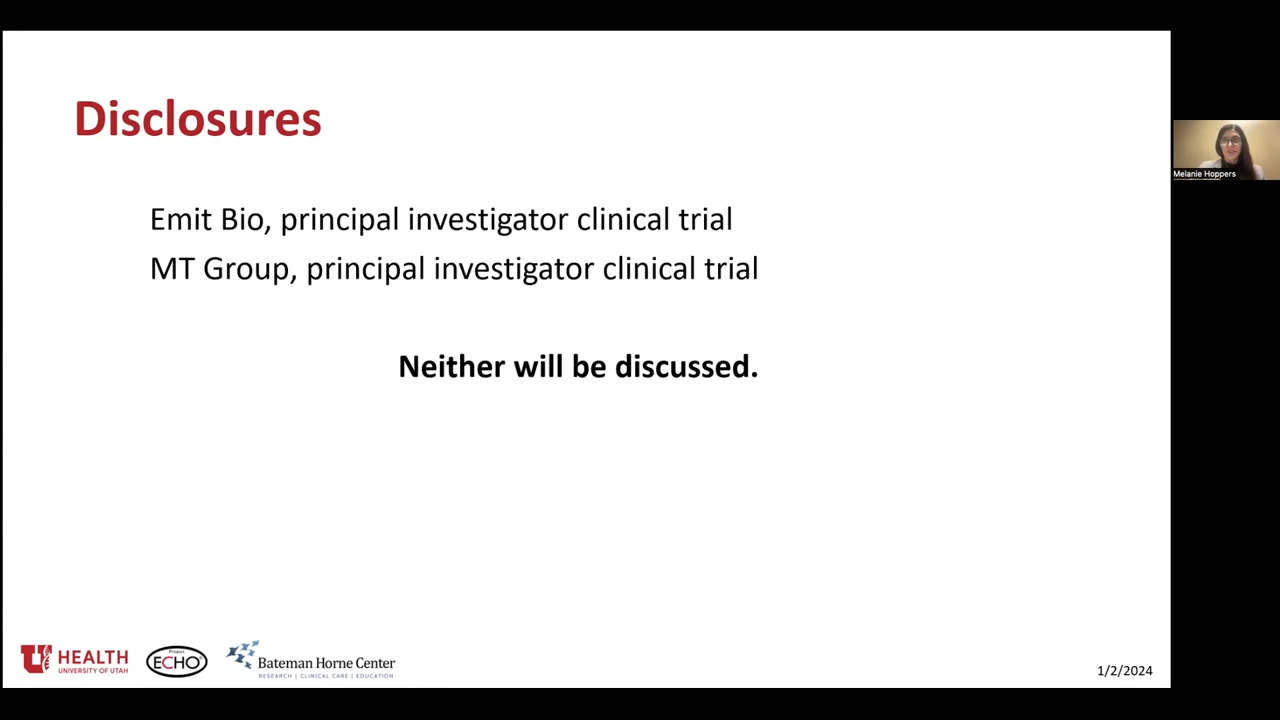 Disclosures
Emit Bio, principal investigator clinical trial
MT Group, principal investigator clinical trial
Neither will be discussed.
Melanie Hoppers
U HEALTH
UNIVERSITY OF UTAH
Project
ECHO
Bateman Horne Center
RESEARCH | CLINICAL CARE | EDUCATION
1/2/2024